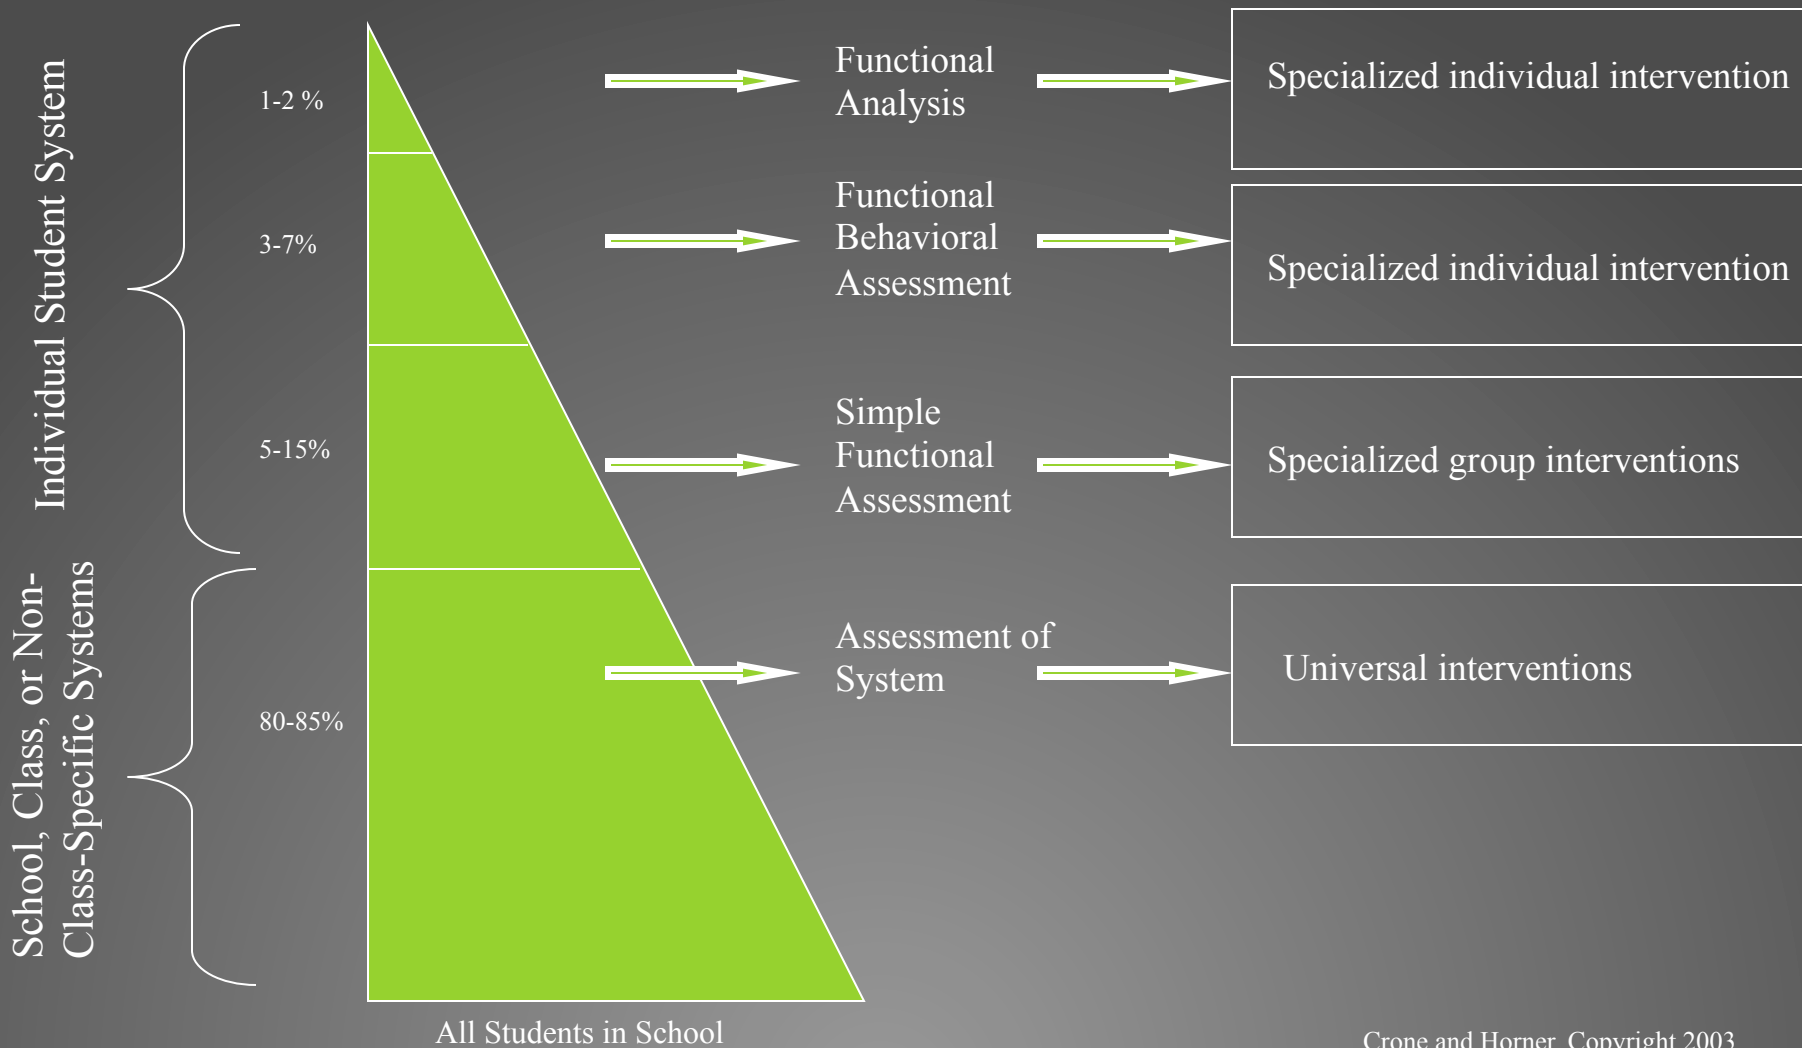 Individual Student System
1-2 %
Functional
Analysis
Specialized individual intervention
3-7%
Functional
Behavioral
Assessment
Specialized individual intervention
5-15%
Simple
Functional
Assessment
Specialized group interventions
School, Class, or Non-
Class-Specific Systems
80-85%
Assessment of
System
Universal interventions
All Students in School
Crone and Horner, Copyright 2003